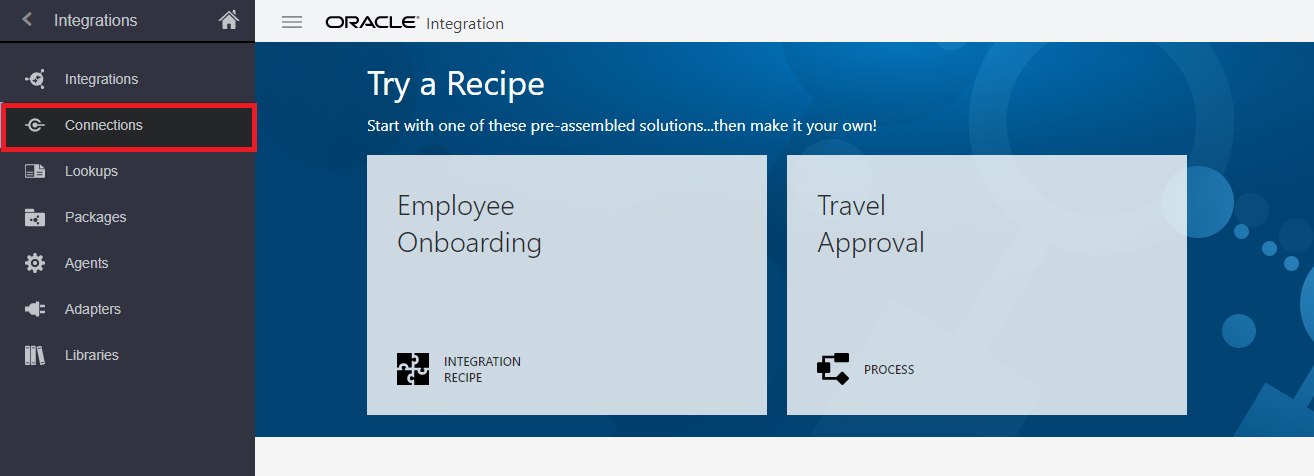 Integrations
Integrations
Connections
Lookups
Packages
Agents
Adapters
Libraries
ORACLE® Integration
Try a Recipe
Start with one of these pre-assembled solutions...then make it your own!
Employee
Onboarding
INTEGRATION
RECIPE
Travel
Approval
PROCESS